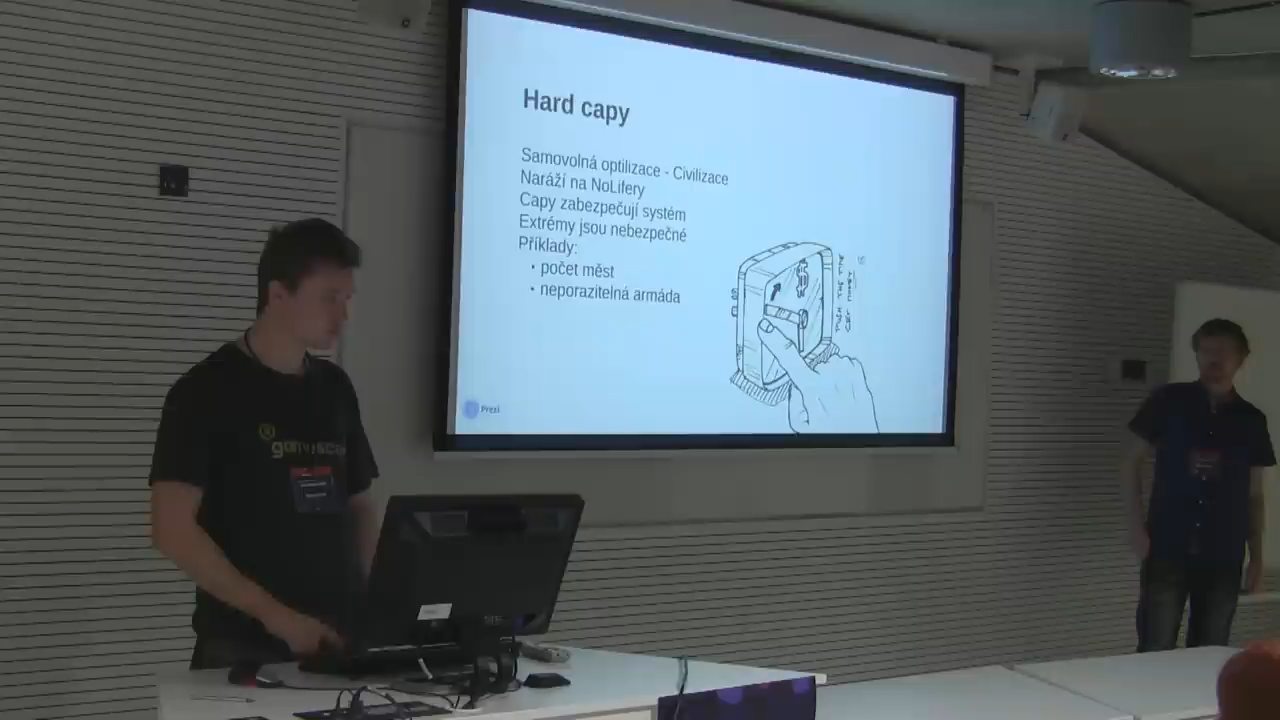 Hard capy
Samovolná optilizace - Civilizace
Naráží na NoLifery
Capy zabezpečují systém
Extrémy jsou nebezpečné
Příklady:
• počet měst
• neporazitelná armáda
Prezi